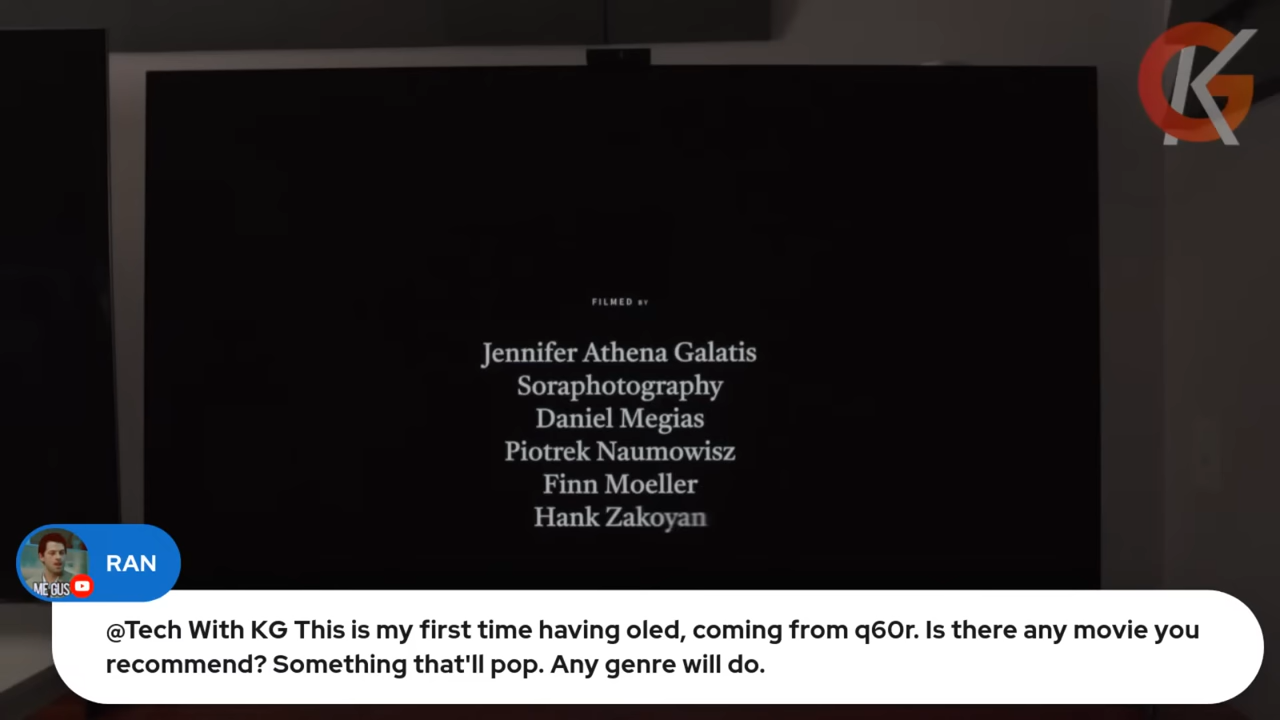 GK
FILMED BY
Jennifer Athena Galatis
Soraphotography
Daniel Megias
Piotrek Naumowisz
Finn Moeller
Hank Zakoyan
ME GUS
RAN
@Tech With KG This is my first time having oled, coming from q60r. Is there any movie you
recommend? Something that'll pop. Any genre will do.